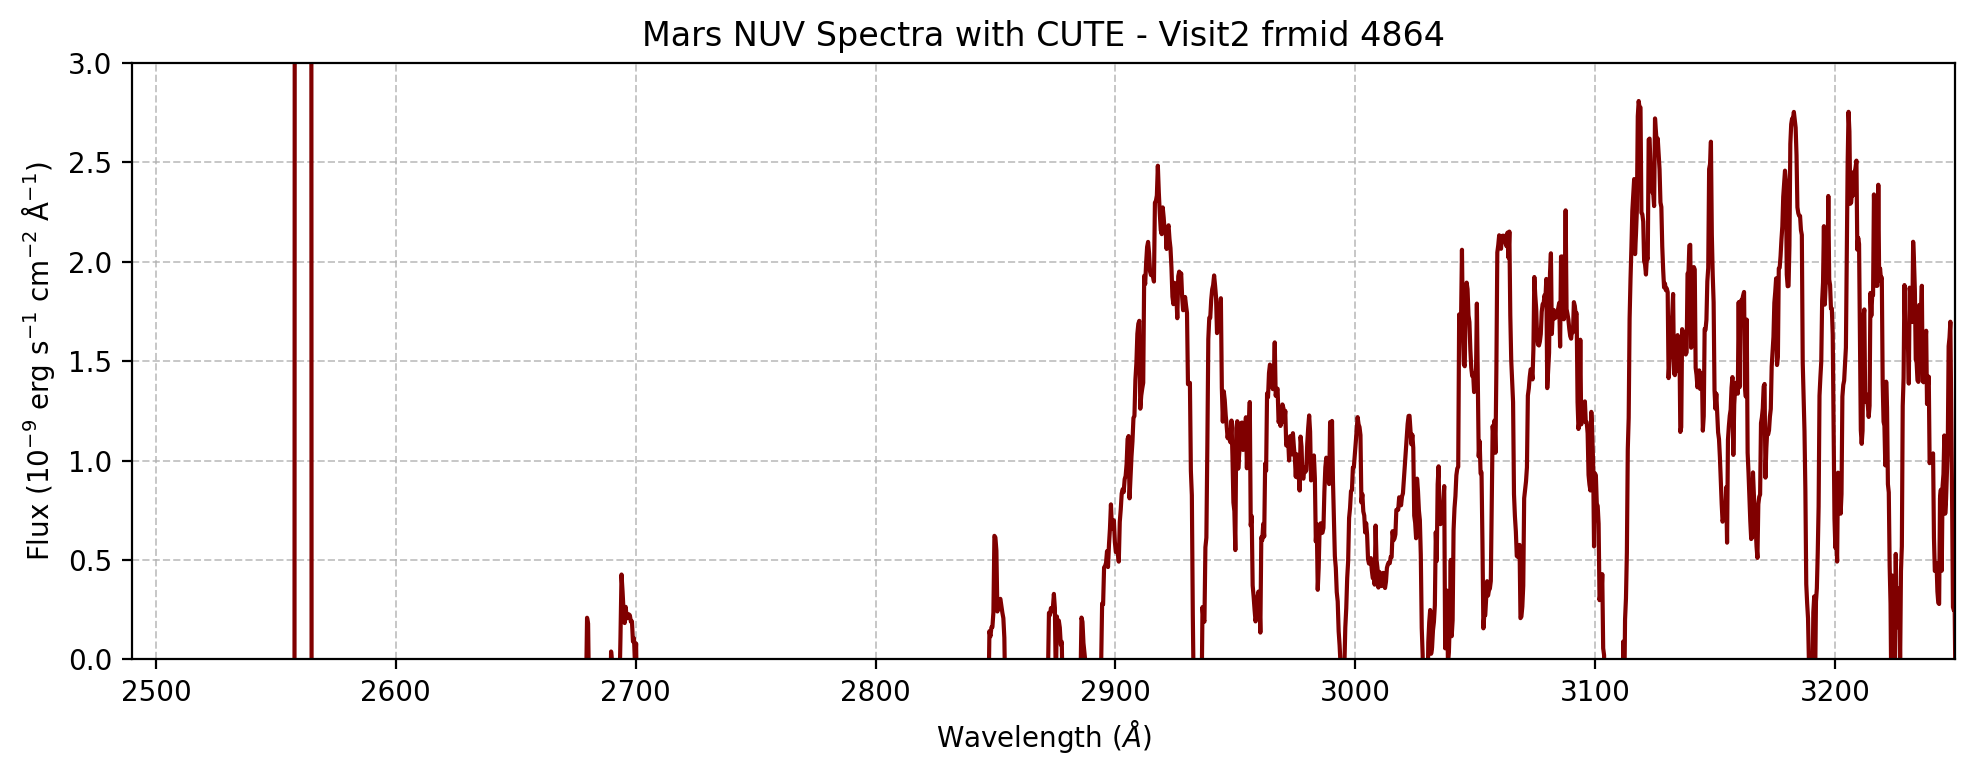 Mars NUV Spectra with CUTE - Visit2 frmid 4864
Flux (10⁻⁹ erg s⁻¹ cm⁻² Å⁻¹)
3.0
2.5
2.0
1.5
1.0
0.5
0.0
2500 2600 2700 2800 2900 3000 3100 3200
Wavelength (Å)